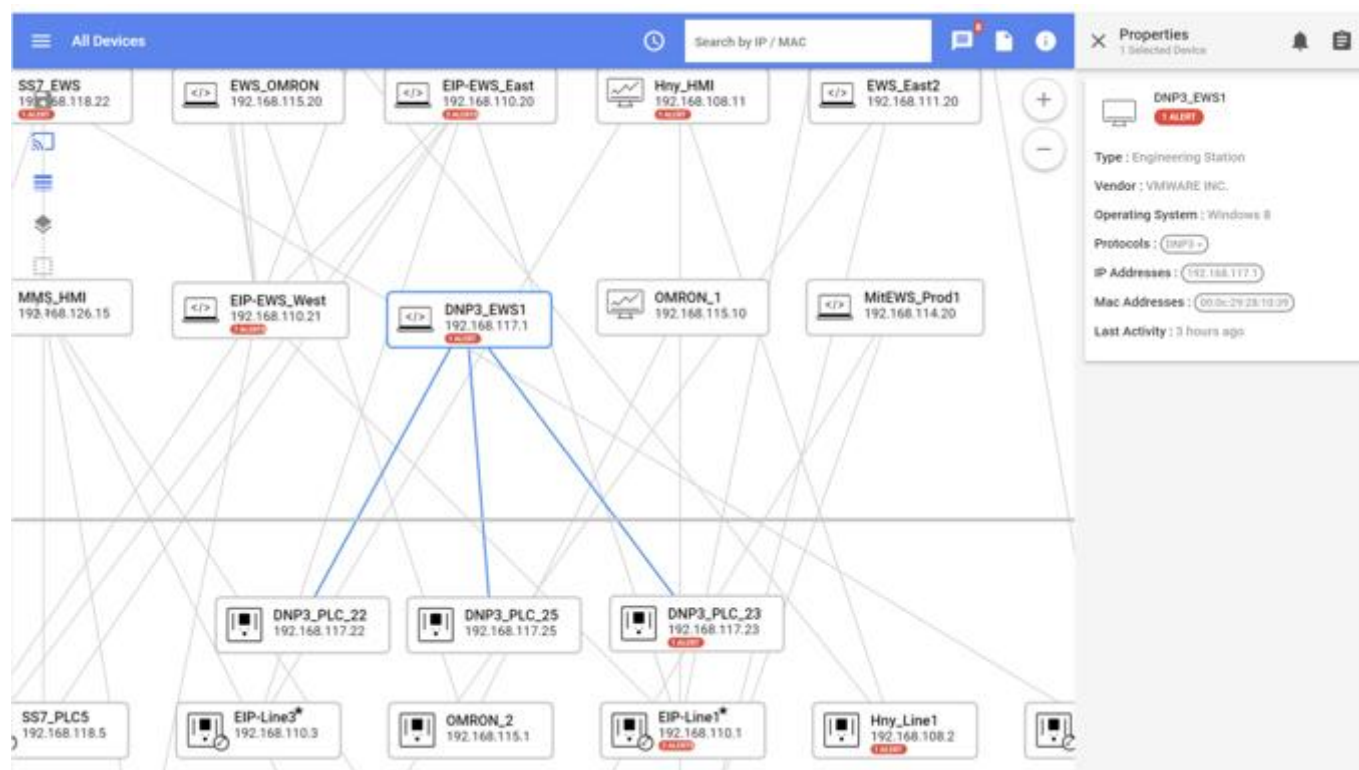 All Devices
Search by IP / MAC
8
Properties
1 Selected Device
SS7_EWS
192.168.118.22
1 ALERT
EWS_OMRON
192.168.115.20
EIP-EWS_East
192.168.110.20
Hny_HMI
192.168.108.11
1 ALERT
EWS_East2
192.168.111.20
DNP3_EWS1
1 ALERT
Type : Engineering Station
Vendor : VMWARE INC.
Operating System : Windows 8
Protocols : DNP3
IP Addresses : 192.168.117.1
Mac Addresses : 00:0c:29:28:10:39
Last Activity : 3 hours ago
MMS_HMI
192.168.126.15
EIP-EWS_West
192.168.110.21
DNP3_EWS1
192.168.117.1
1 ALERT
OMRON_1
192.168.115.10
MitEWS_Prod1
192.168.114.20
DNP3_PLC_22
192.168.117.22
DNP3_PLC_25
192.168.117.25
DNP3_PLC_23
192.168.117.23
1 ALERT
SS7_PLC5
192.168.118.5
EIP-Line3*
192.168.110.3
OMRON_2
192.168.115.1
EIP-Line1*
192.168.110.1
Hny_Line1
192.168.108.2
1 ALERT